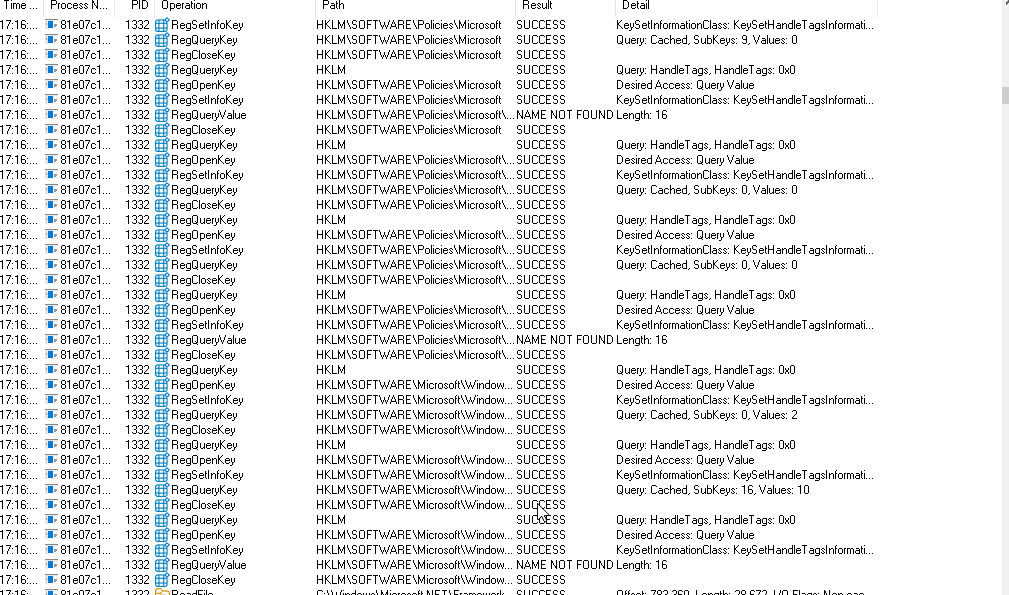 Time ... Process N... PID Operation Path Result Detail
17:16:... 81e07c1... 1332 RegSetInfoKey HKLM\SOFTWARE\Policies\Microsoft SUCCESS KeySetInformationClass: KeySetHandleTagsInformati...
17:16:... 81e07c1... 1332 RegQueryKey HKLM\SOFTWARE\Policies\Microsoft SUCCESS Query: Cached, SubKeys: 9, Values: 0
17:16:... 81e07c1... 1332 RegCloseKey HKLM\SOFTWARE\Policies\Microsoft SUCCESS
17:16:... 81e07c1... 1332 RegQueryKey HKLM SUCCESS Query: HandleTags, HandleTags: 0x0
17:16:... 81e07c1... 1332 RegOpenKey HKLM\SOFTWARE\Policies\Microsoft SUCCESS Desired Access: Query Value
17:16:... 81e07c1... 1332 RegSetInfoKey HKLM\SOFTWARE\Policies\Microsoft SUCCESS KeySetInformationClass: KeySetHandleTagsInformati...
17:16:... 81e07c1... 1332 RegQueryValue HKLM\SOFTWARE\Policies\Microsoft\... NAME NOT FOUND Length: 16
17:16:... 81e07c1... 1332 RegCloseKey HKLM\SOFTWARE\Policies\Microsoft SUCCESS
17:16:... 81e07c1... 1332 RegQueryKey HKLM SUCCESS Query: HandleTags, HandleTags: 0x0
17:16:... 81e07c1... 1332 RegOpenKey HKLM\SOFTWARE\Policies\Microsoft\... SUCCESS Desired Access: Query Value
17:16:... 81e07c1... 1332 RegSetInfoKey HKLM\SOFTWARE\Policies\Microsoft\... SUCCESS KeySetInformationClass: KeySetHandleTagsInformati...
17:16:... 81e07c1... 1332 RegQueryKey HKLM\SOFTWARE\Policies\Microsoft\... SUCCESS Query: Cached, SubKeys: 0, Values: 0
17:16:... 81e07c1... 1332 RegCloseKey HKLM\SOFTWARE\Policies\Microsoft\... SUCCESS
17:16:... 81e07c1... 1332 RegQueryKey HKLM SUCCESS Query: HandleTags, HandleTags: 0x0
17:16:... 81e07c1... 1332 RegOpenKey HKLM\SOFTWARE\Policies\Microsoft\... SUCCESS Desired Access: Query Value
17:16:... 81e07c1... 1332 RegSetInfoKey HKLM\SOFTWARE\Policies\Microsoft\... SUCCESS KeySetInformationClass: KeySetHandleTagsInformati...
17:16:... 81e07c1... 1332 RegQueryKey HKLM\SOFTWARE\Policies\Microsoft\... SUCCESS Query: Cached, SubKeys: 0, Values: 0
17:16:... 81e07c1... 1332 RegCloseKey HKLM\SOFTWARE\Policies\Microsoft\... SUCCESS
17:16:... 81e07c1... 1332 RegQueryKey HKLM SUCCESS Query: HandleTags, HandleTags: 0x0
17:16:... 81e07c1... 1332 RegOpenKey HKLM\SOFTWARE\Policies\Microsoft\... SUCCESS Desired Access: Query Value
17:16:... 81e07c1... 1332 RegSetInfoKey HKLM\SOFTWARE\Policies\Microsoft\... SUCCESS KeySetInformationClass: KeySetHandleTagsInformati...
17:16:... 81e07c1... 1332 RegQueryValue HKLM\SOFTWARE\Policies\Microsoft\... NAME NOT FOUND Length: 16
17:16:... 81e07c1... 1332 RegCloseKey HKLM\SOFTWARE\Policies\Microsoft\... SUCCESS
17:16:... 81e07c1... 1332 RegQueryKey HKLM SUCCESS Query: HandleTags, HandleTags: 0x0
17:16:... 81e07c1... 1332 RegOpenKey HKLM\SOFTWARE\Microsoft\Window... SUCCESS Desired Access: Query Value
17:16:... 81e07c1... 1332 RegSetInfoKey HKLM\SOFTWARE\Microsoft\Window... SUCCESS KeySetInformationClass: KeySetHandleTagsInformati...
17:16:... 81e07c1... 1332 RegQueryKey HKLM\SOFTWARE\Microsoft\Window... SUCCESS Query: Cached, SubKeys: 0, Values: 2
17:16:... 81e07c1... 1332 RegCloseKey HKLM\SOFTWARE\Microsoft\Window... SUCCESS
17:16:... 81e07c1... 1332 RegQueryKey HKLM SUCCESS Query: HandleTags, HandleTags: 0x0
17:16:... 81e07c1... 1332 RegOpenKey HKLM\SOFTWARE\Microsoft\Window... SUCCESS Desired Access: Query Value
17:16:... 81e07c1... 1332 RegSetInfoKey HKLM\SOFTWARE\Microsoft\Window... SUCCESS KeySetInformationClass: KeySetHandleTagsInformati...
17:16:... 81e07c1... 1332 RegQueryKey HKLM\SOFTWARE\Microsoft\Window... SUCCESS Query: Cached, SubKeys: 16, Values: 10
17:16:... 81e07c1... 1332 RegCloseKey HKLM\SOFTWARE\Microsoft\Window... SUCCESS
17:16:... 81e07c1... 1332 RegQueryKey HKLM SUCCESS Query: HandleTags, HandleTags: 0x0
17:16:... 81e07c1... 1332 RegOpenKey HKLM\SOFTWARE\Microsoft\Window... SUCCESS Desired Access: Query Value
17:16:... 81e07c1... 1332 RegSetInfoKey HKLM\SOFTWARE\Microsoft\Window... SUCCESS KeySetInformationClass: KeySetHandleTagsInformati...
17:16:... 81e07c1... 1332 RegQueryValue HKLM\SOFTWARE\Microsoft\Window... NAME NOT FOUND Length: 16
17:16:... 81e07c1... 1332 RegCloseKey HKLM\SOFTWARE\Microsoft\Window... SUCCESS
17:16:... 81e07c1... 1332 ReadFile C:\Windows\Microsoft.NET\Framework... SUCCESS Offset: 783,360, Length: 28,672, I/O Flags: Non-cac...